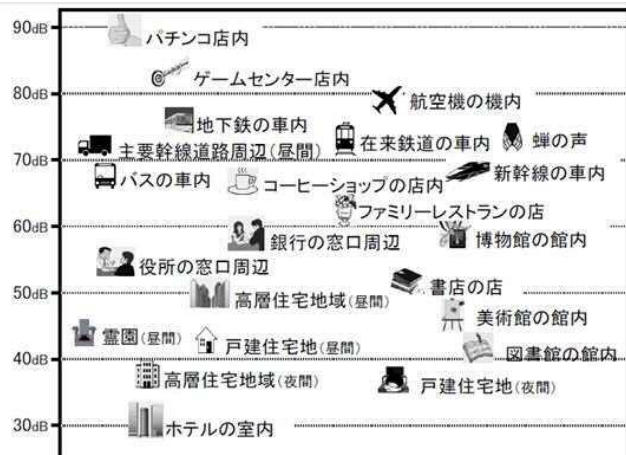 90dB
パチンコ店内
ゲームセンター店内
80dB
航空機の機内
地下鉄の車内
主要幹線道路周辺(昼間)
在来鉄道の車内
蝉の声
70dB
バスの車内
コーヒーショップの店内
新幹線の車内
ファミリーレストランの店
60dB
銀行の窓口周辺
博物館の館内
役所の窓口周辺
50dB
書店の店
高層住宅地域(昼間)
美術館の館内
霊園(昼間)
戸建住宅地(昼間)
図書館の館内
40dB
高層住宅地域(夜間)
戸建住宅地(夜間)
30dB
ホテルの室内